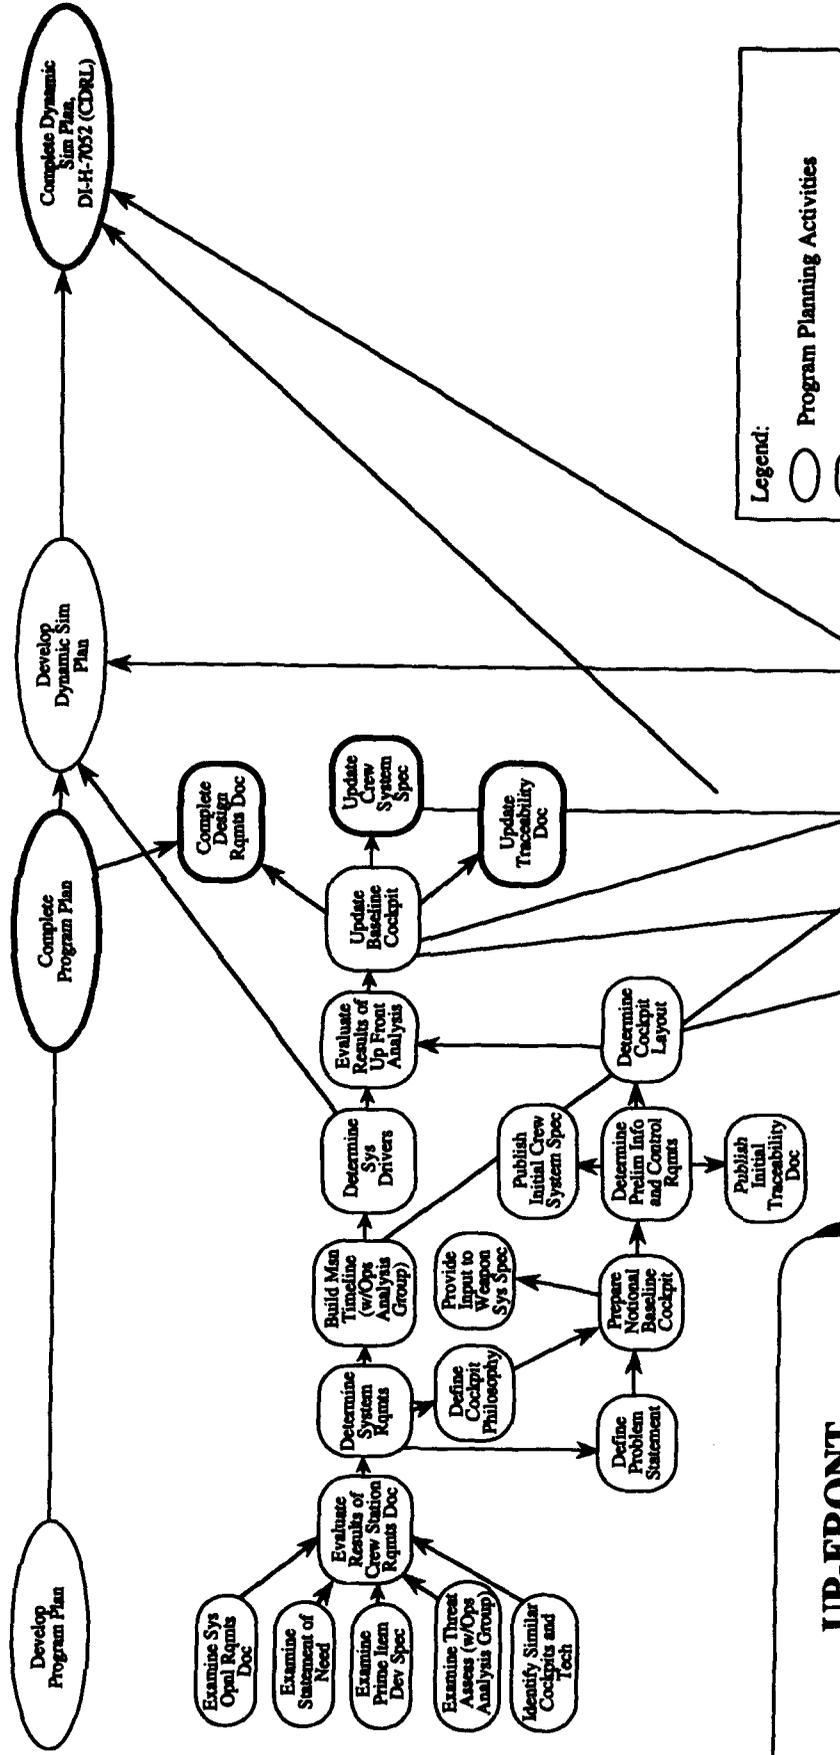 Develop
Program Plan
Complete
Program Plan
Develop
Dynamic Sim
Plan
Complete Dynamic
Sim Plan,
DI-H-7052 (CDRL)
Examine Sys
Opnl Rqmts
Doc
Examine
Statement of
Need
Examine
Prime Item
Dev Spec
Examine Threat
Assess (w/Ops
Analysis Group)
Identify Similar
Cockpits and
Tech
Evaluate
Results of
Crew Station
Rqmts Doc
Determine
System
Rqmts
Build Msn
Timeline
(w/Ops
Analysis
Group)
Determine
Sys
Drivers
Evaluate
Results of
Up Front
Analysis
Update
Baseline
Cockpit
Complete
Design
Rqmts Doc
Update
Crew
System
Spec
Update
Traceability
Doc
Define
Cockpit
Philosophy
Provide
Input to
Weapon
Sys Spec
Publish
Initial Crew
System Spec
Define
Problem
Statement
Prepare
Notional
Baseline
Cockpit
Determine
Prelim Info
and Control
Rqmts
Determine
Cockpit
Layout
Publish
Initial
Traceability
Doc
Legend:
Program Planning Activities
UP-FRONT